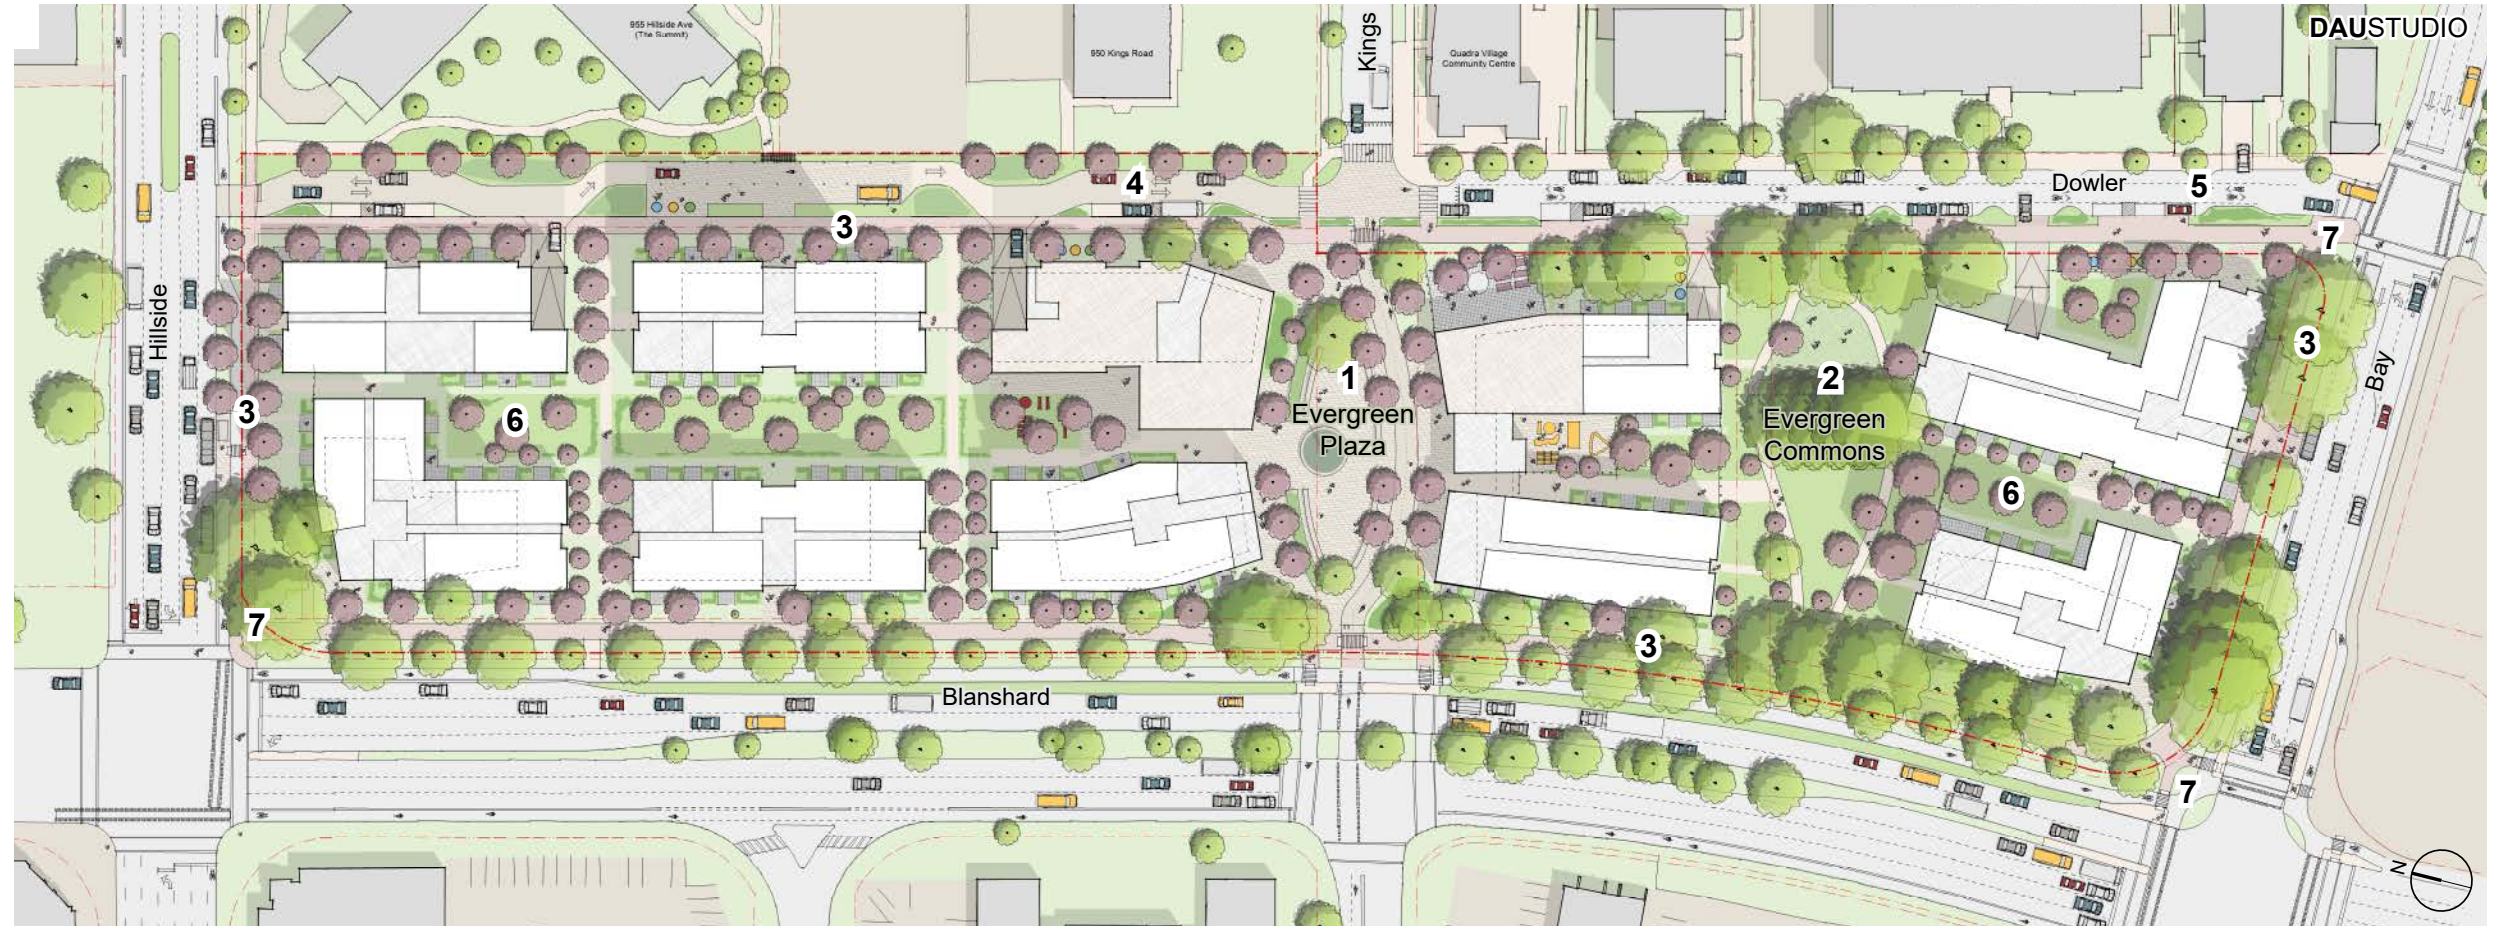 955 Hillside Ave
(The Summit)
950 Kings Road
Kings
Quadra Village
Community Centre
DAUSTUDIO
4
Dowler
5
3
7
Hillside
3
1
Evergreen
Plaza
2
Evergreen
Commons
3
Bay
6
6
7
3
Blanshard
7
N